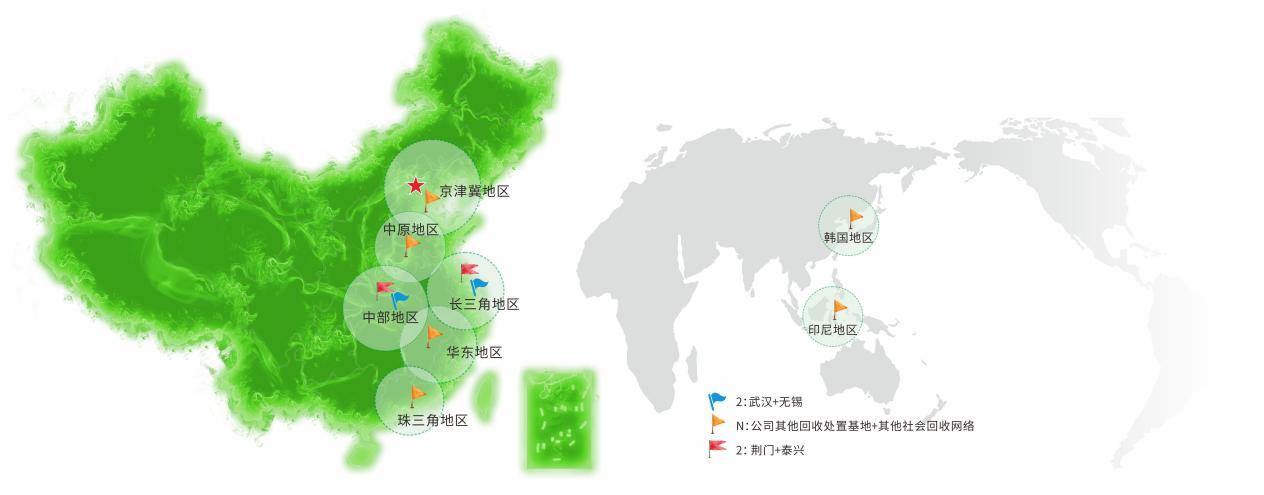 京津冀地区
中原地区
长三角地区
中部地区
华东地区
珠三角地区
韩国地区
印尼地区
2：武汉+无锡
N：公司其他回收处置基地+其他社会回收网络
2：荆门+泰兴